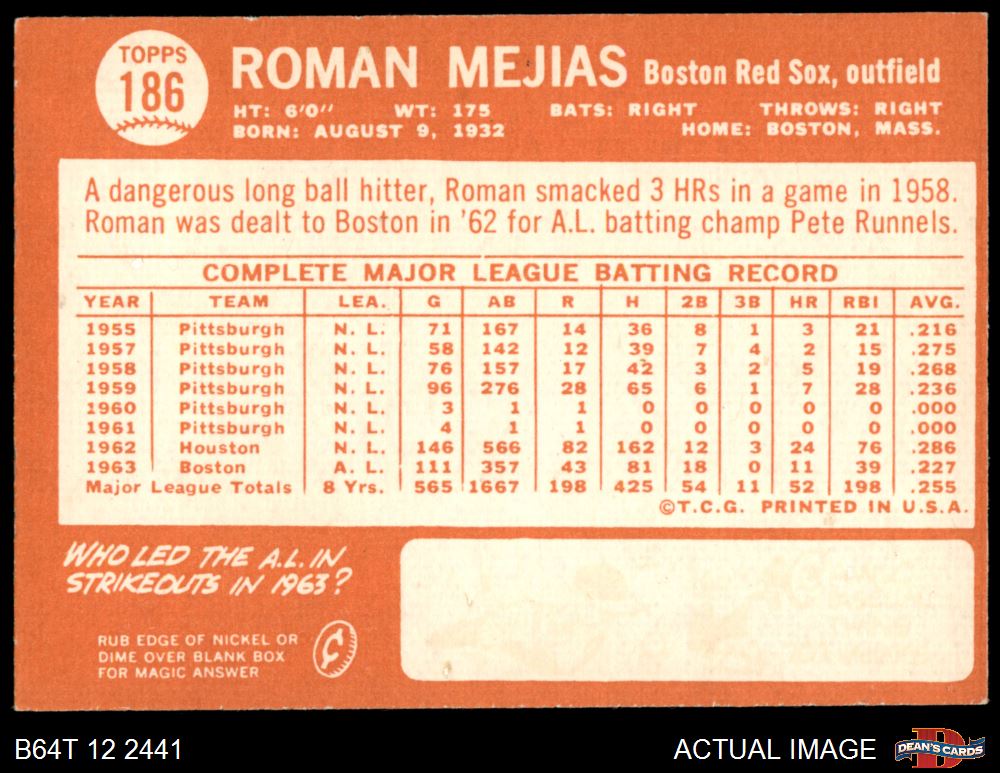 TOPPS
186
ROMAN MEJIAS Boston Red Sox, outfield
HT: 6'0" WT: 175 BATS: RIGHT THROWS: RIGHT
BORN: AUGUST 9, 1932 HOME: BOSTON, MASS.
A dangerous long ball hitter, Roman smacked 3 HRs in a game in 1958.
Roman was dealt to Boston in '62 for A.L. batting champ Pete Runnels.
COMPLETE MAJOR LEAGUE BATTING RECORD
YEAR TEAM LEA. G AB R H 2B 3B HR RBI AVG.
1955 Pittsburgh N. L. 71 167 14 36 8 1 3 21 .216
1957 Pittsburgh N. L. 58 142 12 39 7 4 2 15 .275
1958 Pittsburgh N. L. 76 157 17 42 3 2 5 19 .268
1959 Pittsburgh N. L. 96 276 28 65 6 1 7 28 .236
1960 Pittsburgh N. L. 3 1 1 0 0 0 0 0 .000
1961 Pittsburgh N. L. 4 1 1 0 0 0 0 0 .000
1962 Houston N. L. 146 566 82 162 12 3 24 76 .286
1963 Boston A. L. 111 357 43 81 18 0 11 39 .227
Major League Totals 8 Yrs. 565 1667 198 425 54 11 52 198 .255
©T.C.G. PRINTED IN U.S.A.
WHO LED THE A.L. IN
STRIKEOUTS IN 1963?
RUB EDGE OF NICKEL OR
DIME OVER BLANK BOX
FOR MAGIC ANSWER
¢
B64T 12 2441 ACTUAL IMAGE
D
DEAN'S CARDS